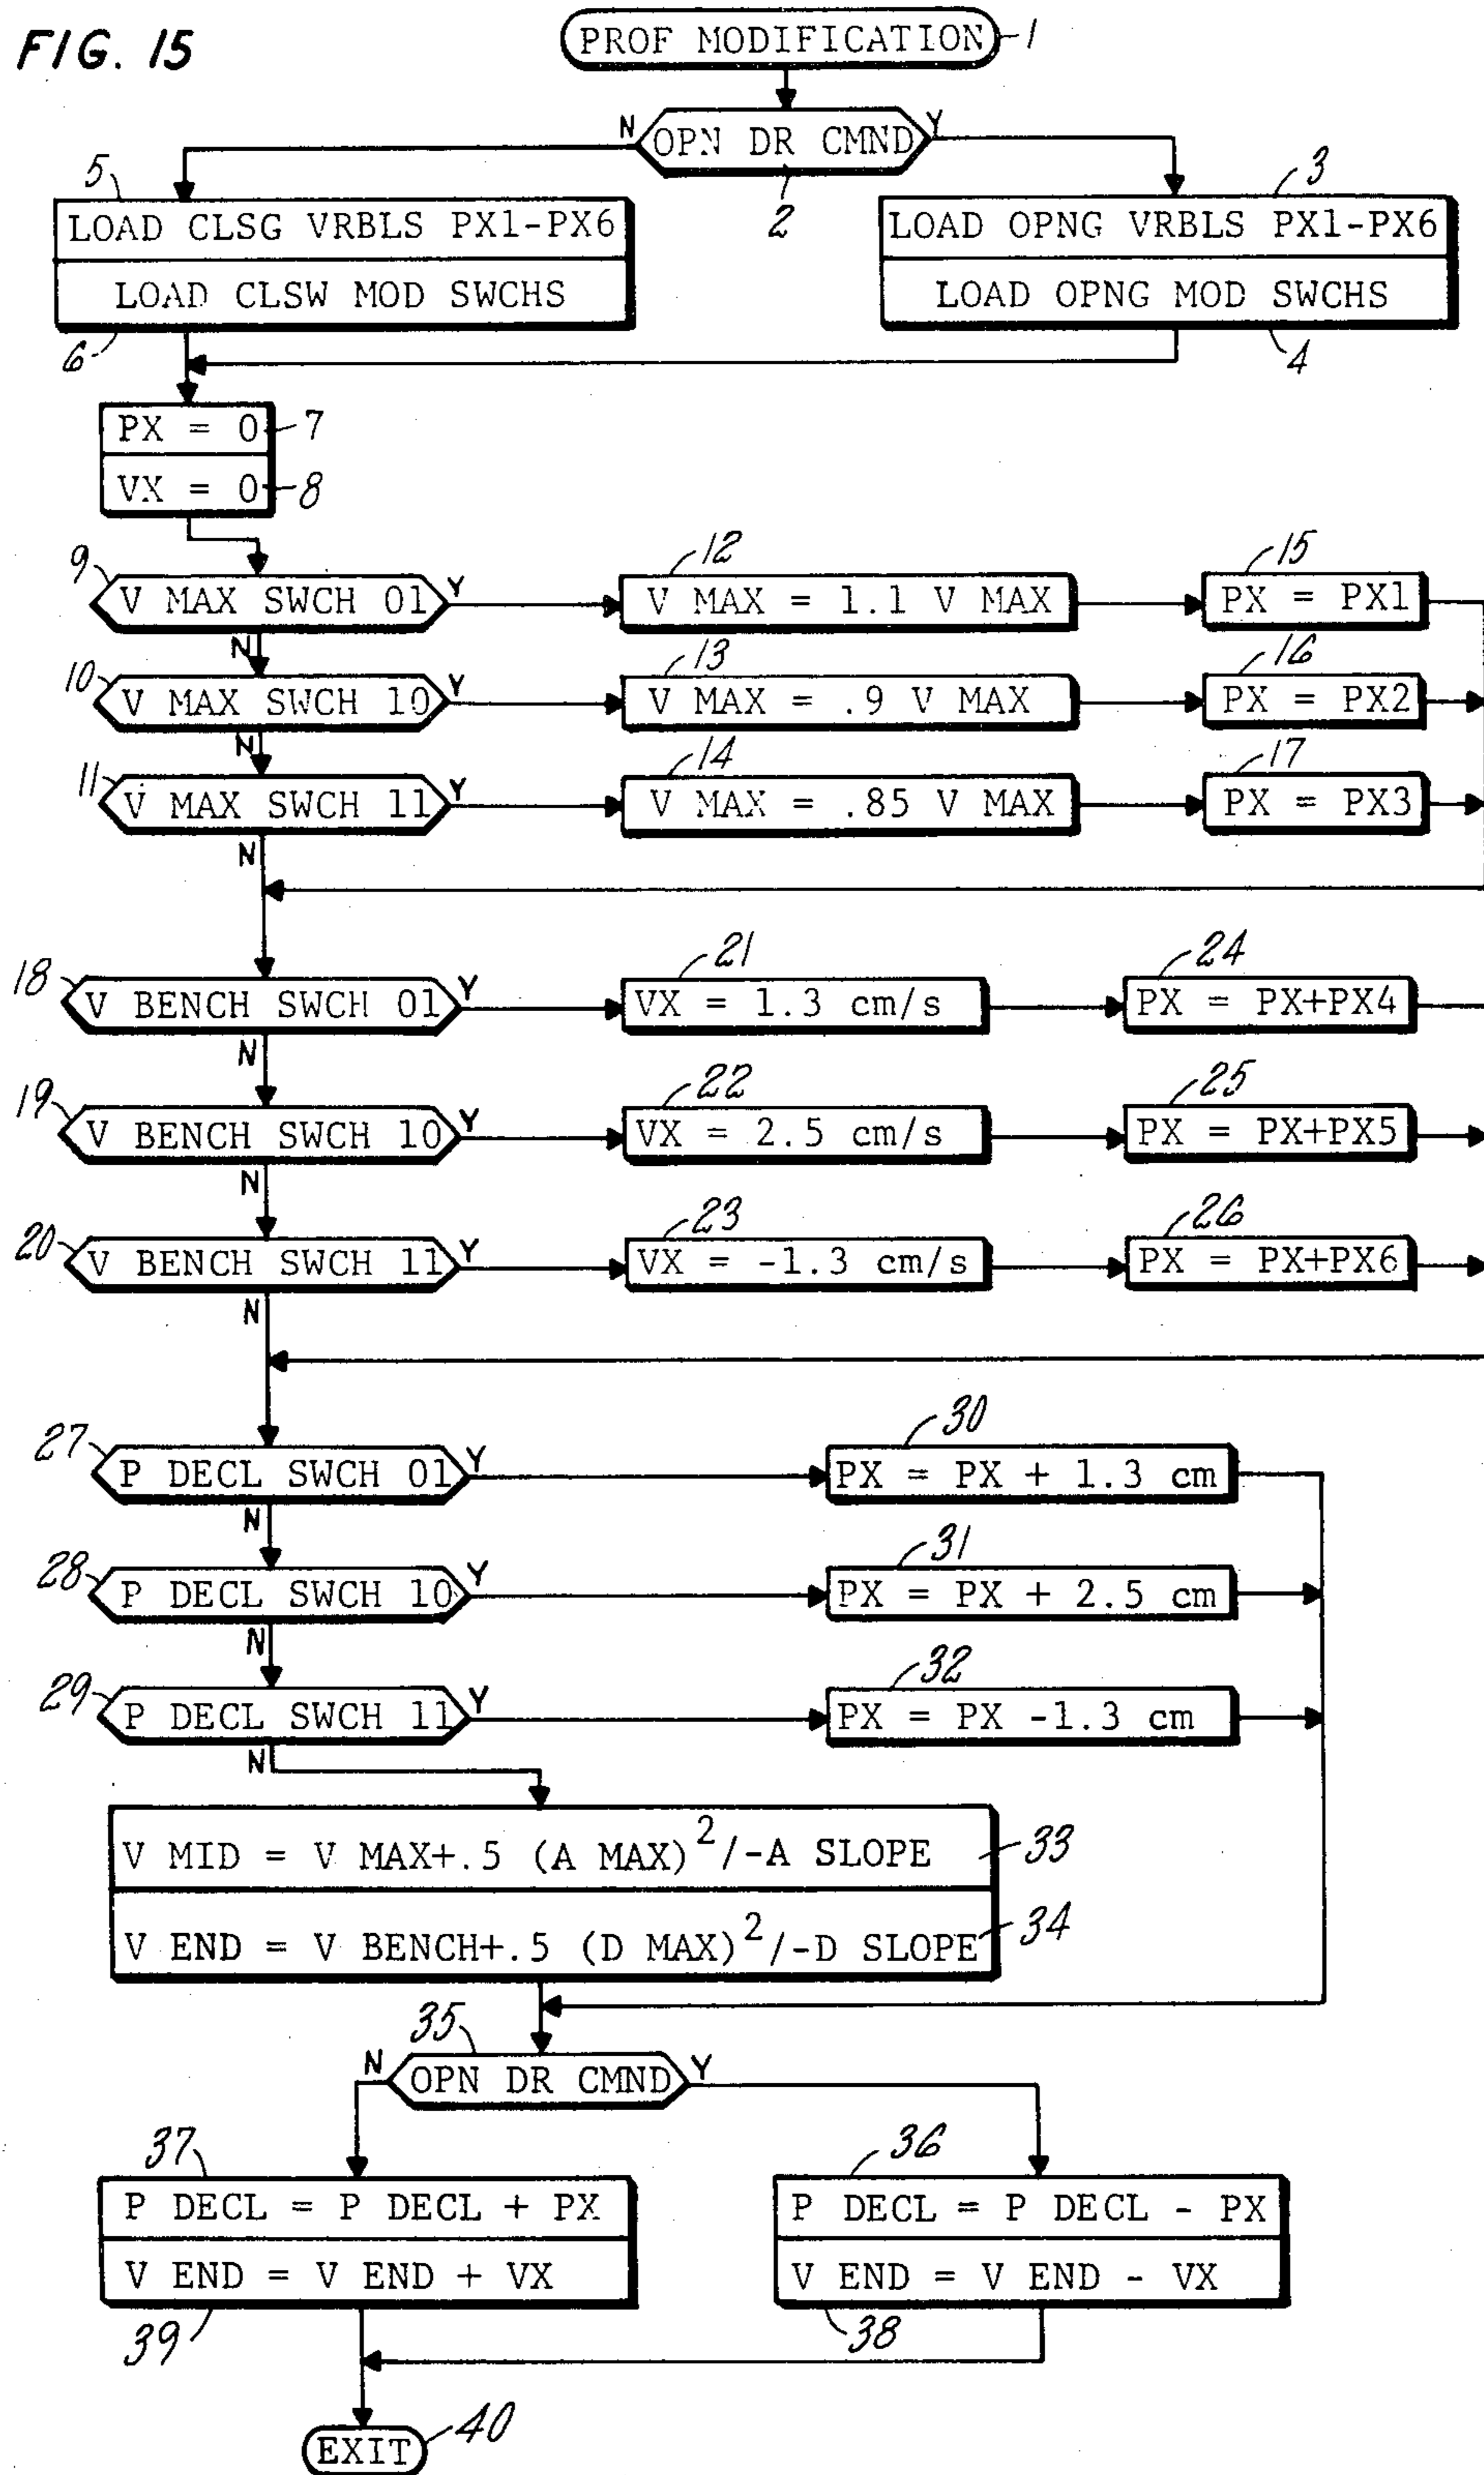 FIG. 15
PROF MODIFICATION
1
N
OPN DR CMND
Y
2
5
LOAD CLSG VRBLS PX1-PX6
LOAD CLSW MOD SWCHS
6
3
LOAD OPNG VRBLS PX1-PX6
LOAD OPNG MOD SWCHS
4
PX = 0
7
VX = 0
8
9
V MAX SWCH 01
Y
12
V MAX = 1.1 V MAX
15
PX = PX1
N
10
V MAX SWCH 10
Y
13
V MAX = .9 V MAX
16
PX = PX2
N
11
V MAX SWCH 11
Y
14
V MAX = .85 V MAX
17
PX = PX3
N
18
V BENCH SWCH 01
Y
21
VX = 1.3 cm/s
24
PX = PX+PX4
N
19
V BENCH SWCH 10
Y
22
VX = 2.5 cm/s
25
PX = PX+PX5
N
20
V BENCH SWCH 11
Y
23
VX = -1.3 cm/s
26
PX = PX+PX6
N
27
P DECL SWCH 01
Y
30
PX = PX + 1.3 cm
N
28
P DECL SWCH 10
Y
31
PX = PX + 2.5 cm
N
29
P DECL SWCH 11
Y
32
PX = PX -1.3 cm
N
V MID = V MAX+.5 (A MAX)²/-A SLOPE
33
V END = V BENCH+.5 (D MAX)²/-D SLOPE
34
35
N
OPN DR CMND
Y
37
P DECL = P DECL + PX
V END = V END + VX
39
36
P DECL = P DECL - PX
V END = V END - VX
38
EXIT
40